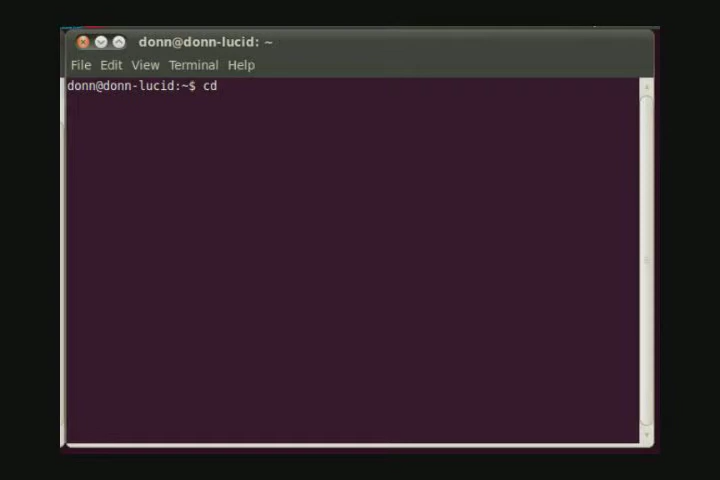 donn@donn-lucid: ~
File Edit View Terminal Help
donn@donn-lucid:~$ cd